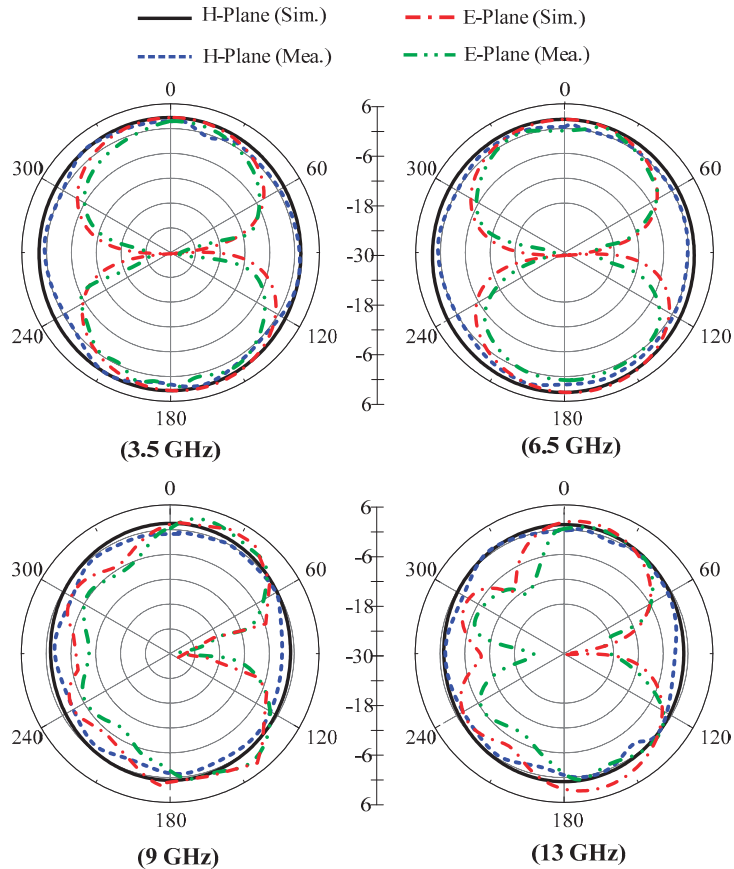 H-Plane (Sim.) E-Plane (Sim.)
H-Plane (Mea.) E-Plane (Mea.)
0 6 0
300 60 -6 300 60
-18
-30
-18
240 120 -6 240 120
180 6 180
(3.5 GHz) (6.5 GHz)
0 6 0
300 60 -6 300 60
-18
-30
-18
240 120 -6 240 120
180 6 180
(9 GHz) (13 GHz)